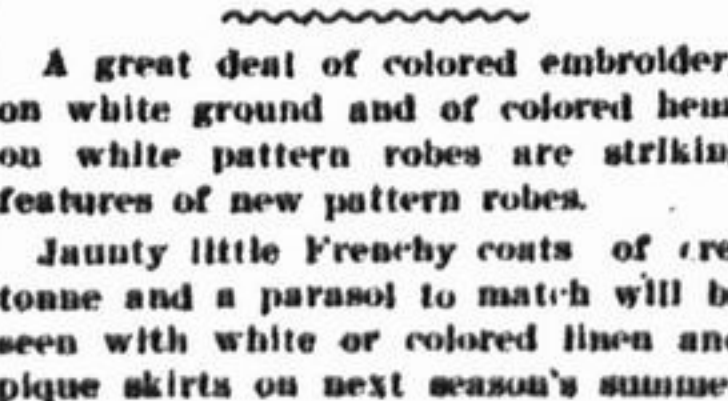 A great deal of colored embroider
on white ground and of colored hem
on white pattern robes are strikin
features of new pattern robes.
Jaunty little Frenchy coats of cre
tonne and a parasol to match will b
seen with white or colored linen an
pique skirts on next season's summe